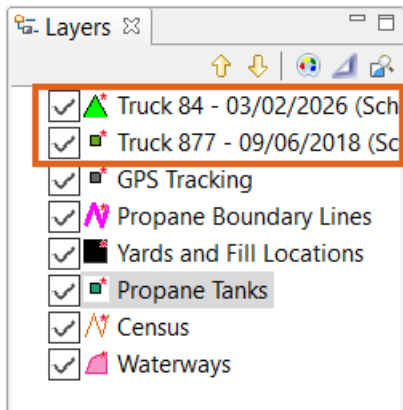 Layers
Truck 84 - 03/02/2026 (Sch
Truck 877 - 09/06/2018 (Sc
GPS Tracking
Propane Boundary Lines
Yards and Fill Locations
Propane Tanks
Census
Waterways